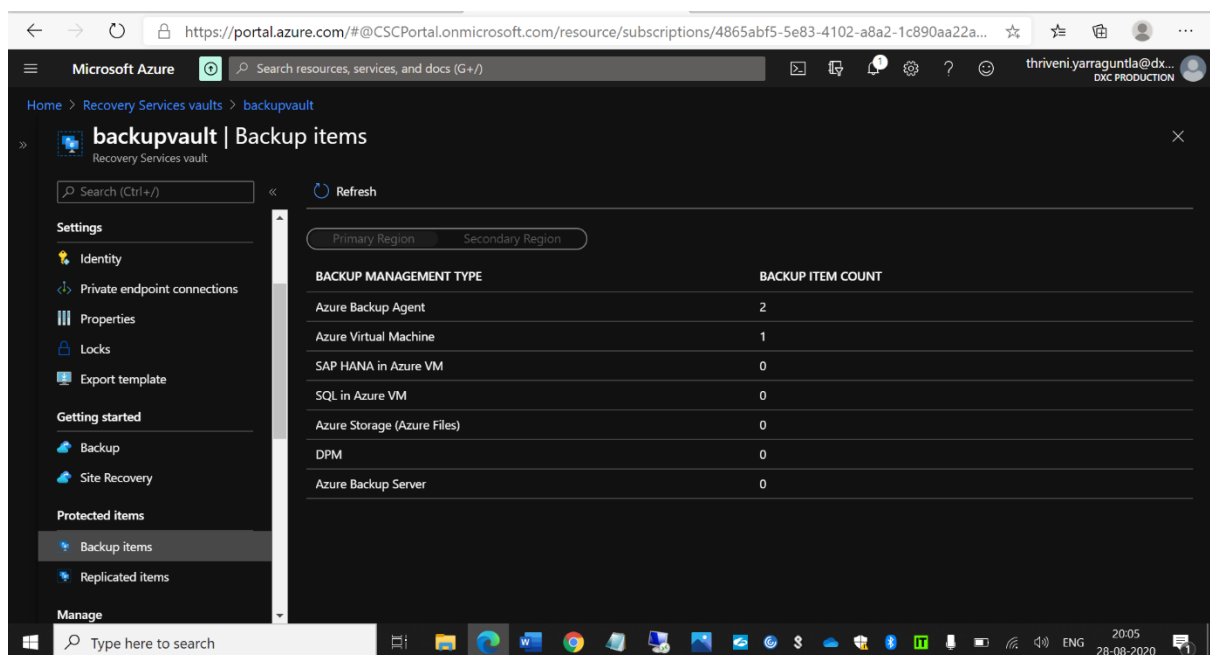 https://portal.azure.com/#@CSCPortal.onmicrosoft.com/resource/subscriptions/4865abf5-5e83-4102-a8a2-1c890aa22a...
Microsoft Azure
Search resources, services, and docs (G+/)
1
thriveni.yarraguntla@dx...
DXC PRODUCTION
Home > Recovery Services vaults > backupvault
backupvault | Backup items
Recovery Services vault
Search (Ctrl+/)
Refresh
Settings
Identity
Private endpoint connections
Properties
Locks
Export template
Getting started
Backup
Site Recovery
Protected items
Backup items
Replicated items
Manage
Primary Region Secondary Region
BACKUP MANAGEMENT TYPE BACKUP ITEM COUNT
Azure Backup Agent 2
Azure Virtual Machine 1
SAP HANA in Azure VM 0
SQL in Azure VM 0
Azure Storage (Azure Files) 0
DPM 0
Azure Backup Server 0
Type here to search
ENG
20:05
28-08-2020
1